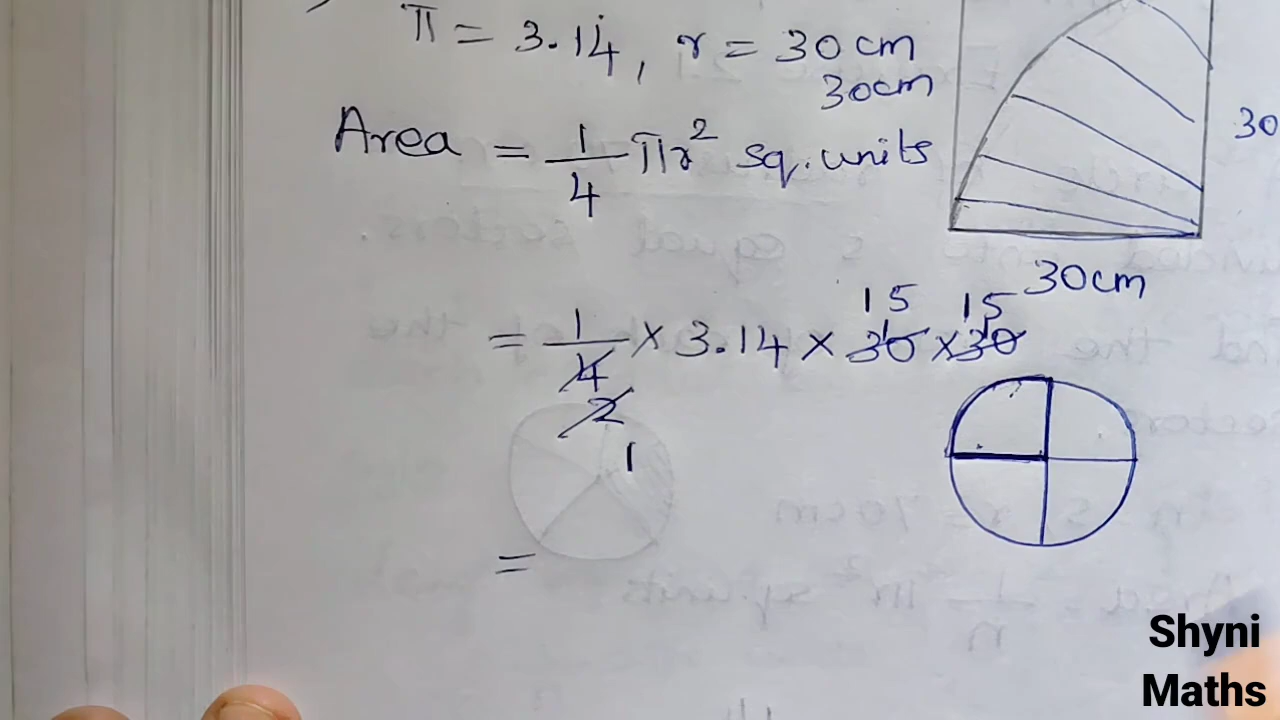 π = 3.14, r = 30 cm
30cm
Area = 1/4 πr² sq. units
30
30cm
15 15
= 1/4 × 3.14 × 30 × 30
2
1
=
Shyni
Maths